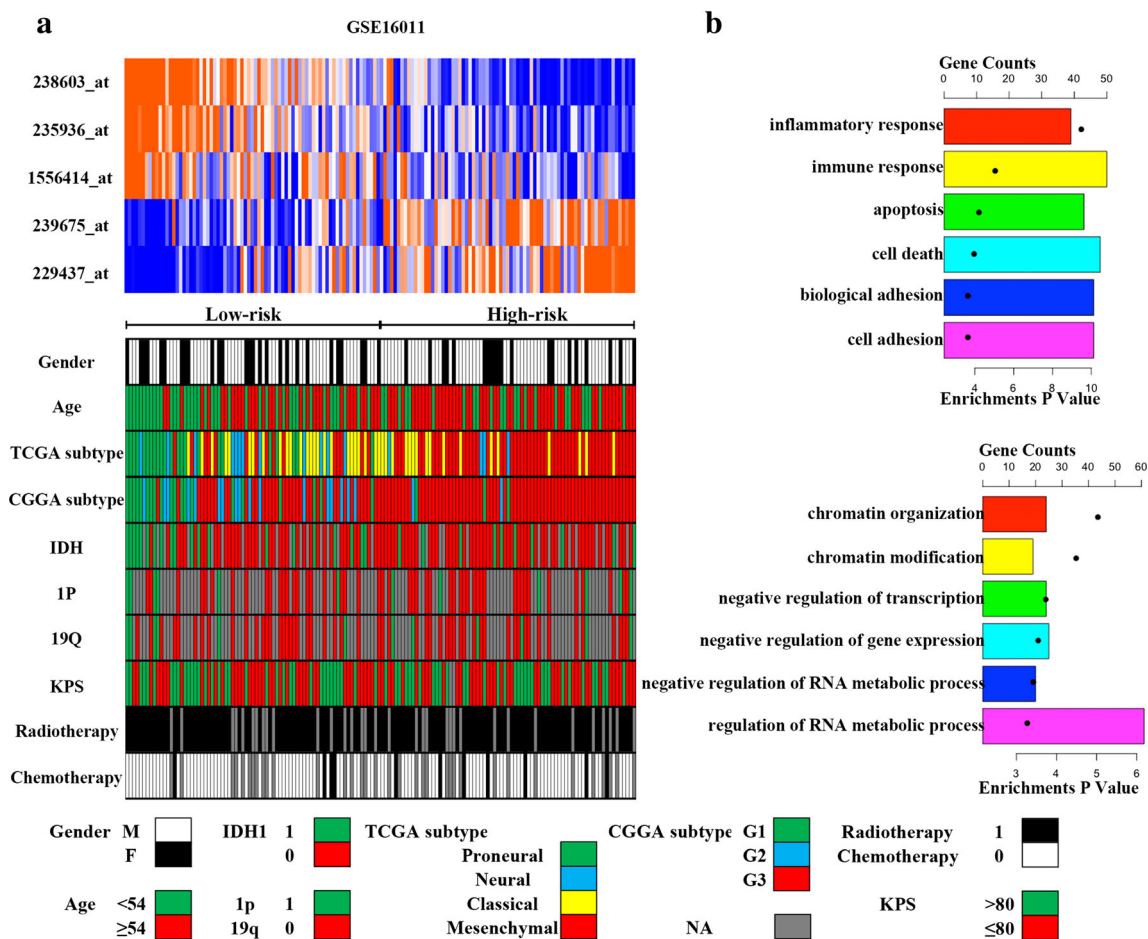 a
GSE16011
238603_at
235936_at
1556414_at
239675_at
229437_at
Low-risk High-risk
Gender
Age
TCGA subtype
CGGA subtype
IDH
1P
19Q
KPS
Radiotherapy
Chemotherapy
b
Gene Counts
0 10 20 30 40 50
inflammatory response
immune response
apoptosis
cell death
biological adhesion
cell adhesion
4 6 8 10
Enrichments P Value
Gene Counts
0 10 20 30 40 50 60
chromatin organization
chromatin modification
negative regulation of transcription
negative regulation of gene expression
negative regulation of RNA metabolic process
regulation of RNA metabolic process
3 4 5 6
Enrichments P Value
Gender M
F
Age <54
≥54
IDH1 1
0
1p 1
19q 0
TCGA subtype
Proneural
Neural
Classical
Mesenchymal
CGGA subtype G1
G2
G3
NA
Radiotherapy 1
Chemotherapy 0
KPS >80
≤80